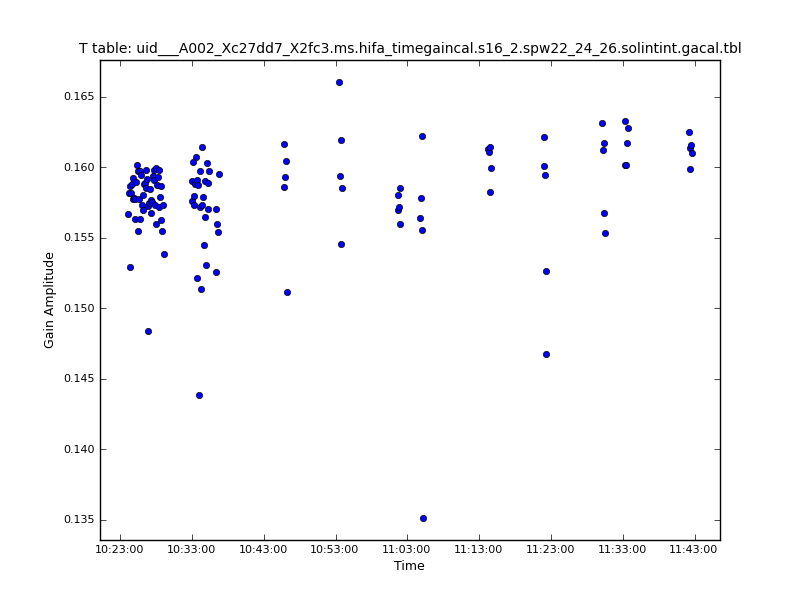 T table: uid___A002_Xc27dd7_X2fc3.ms.hifa_timegaincal.s16_2.spw22_24_26.solintint.gacal.tbl
0.165
0.160
0.155
0.150
0.145
0.140
0.135
Gain Amplitude
10:23:00 10:33:00 10:43:00 10:53:00 11:03:00 11:13:00 11:23:00 11:33:00 11:43:00
Time